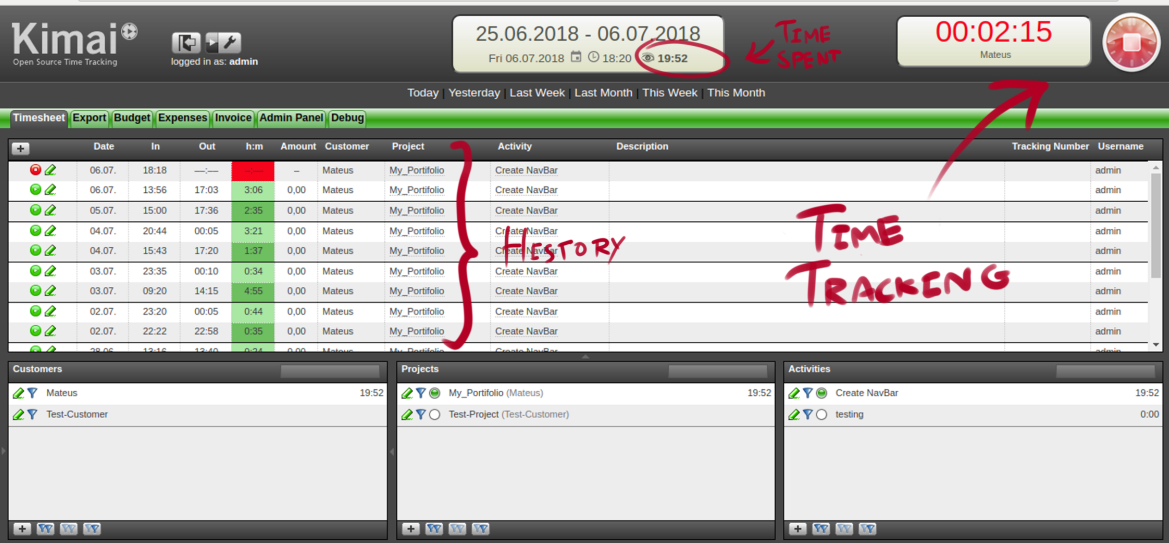 Kimai
Open Source Time Tracking
logged in as: admin
25.06.2018 - 06.07.2018
Fri 06.07.2018 18:20 19:52
TIME
SPENT
00:02:15
Mateus
Today | Yesterday | Last Week | Last Month | This Week | This Month
Timesheet Export Budget Expenses Invoice Admin Panel Debug
+ Date In Out h:m Amount Customer Project Activity Description Tracking Number Username
06.07. 18:18 ––:–– ––:–– – Mateus My_Portifolio Create NavBar admin
06.07. 13:56 17:03 3:06 0,00 Mateus My_Portifolio Create NavBar admin
05.07. 15:00 17:36 2:35 0,00 Mateus My_Portifolio Create NavBar admin
04.07. 20:44 00:05 3:21 0,00 Mateus My_Portifolio Create NavBar admin
04.07. 15:43 17:20 1:37 0,00 Mateus My_Portifolio Create NavBar admin
03.07. 23:35 00:10 0:34 0,00 Mateus My_Portifolio Create NavBar admin
03.07. 09:20 14:15 4:55 0,00 Mateus My_Portifolio Create NavBar admin
02.07. 23:20 00:05 0:44 0,00 Mateus My_Portifolio Create NavBar admin
02.07. 22:22 22:58 0:35 0,00 Mateus My_Portifolio Create NavBar admin
28.06. 13:16 13:40 0:24 0,00 Mateus My_Portifolio Create NavBar admin
HISTORY
TIME
TRACKING
Customers
Mateus 19:52
Test-Customer
Projects
My_Portifolio (Mateus) 19:52
Test-Project (Test-Customer)
Activities
Create NavBar 19:52
testing 0:00